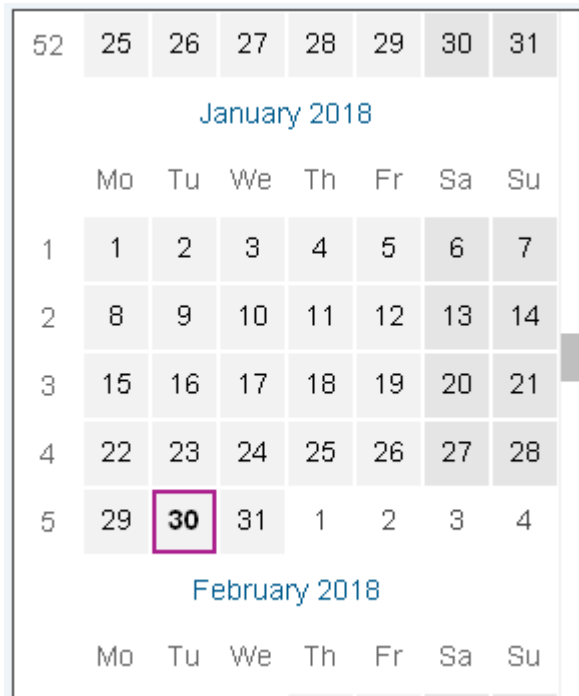 52 25 26 27 28 29 30 31
January 2018
Mo Tu We Th Fr Sa Su
1 1 2 3 4 5 6 7
2 8 9 10 11 12 13 14
3 15 16 17 18 19 20 21
4 22 23 24 25 26 27 28
5 29 30 31 1 2 3 4
February 2018
Mo Tu We Th Fr Sa Su